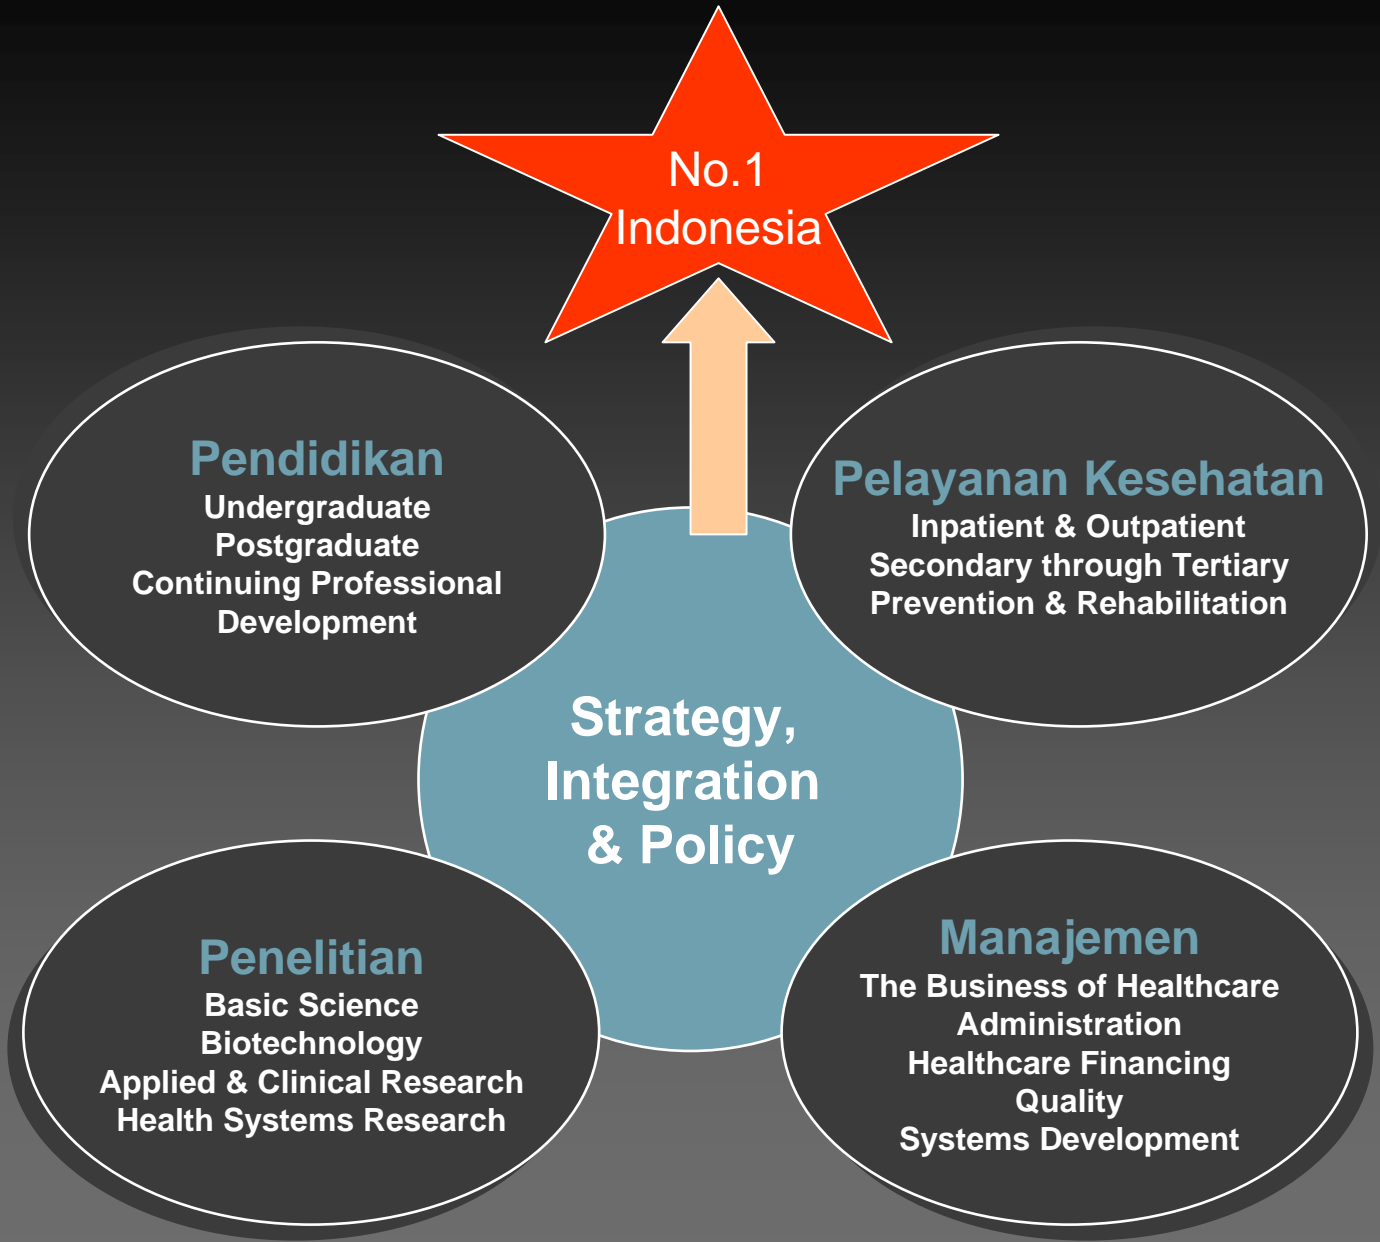 No.1
Indonesia
Pendidikan
Undergraduate
Postgraduate
Continuing Professional
Development
Pelayanan Kesehatan
Inpatient & Outpatient
Secondary through Tertiary
Prevention & Rehabilitation
Strategy,
Integration
& Policy
Penelitian
Basic Science
Biotechnology
Applied & Clinical Research
Health Systems Research
Manajemen
The Business of Healthcare
Administration
Healthcare Financing
Quality
Systems Development